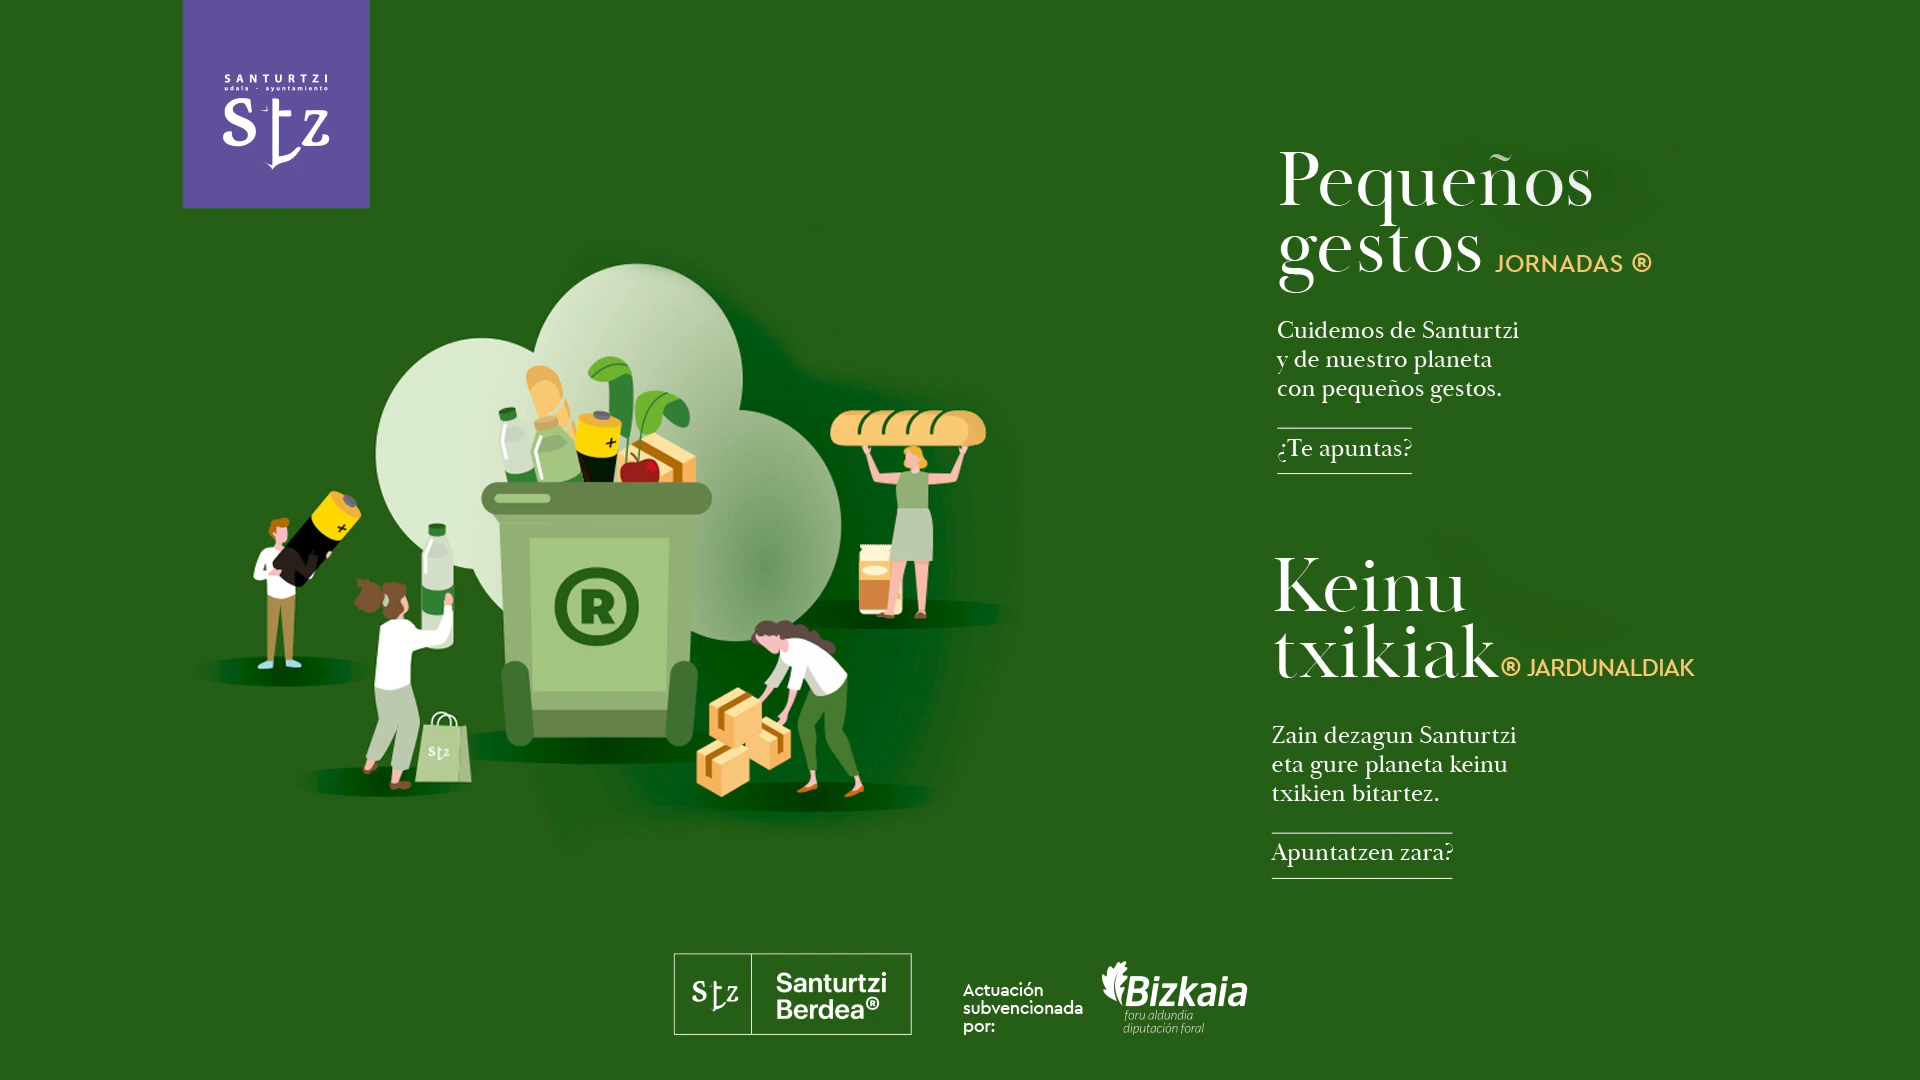 SANTURTZI
udala - ayuntamiento
Stz
Pequeños
gestos JORNADAS ®
Cuidemos de Santurtzi
y de nuestro planeta
con pequeños gestos.
¿Te apuntas?
Keinu
txikiak® JARDUNALDIAK
Zain dezagun Santurtzi
eta gure planeta keinu
txikien bitartez.
Apuntatzen zara?
+
+
®
Stz
Stz
Santurtzi
Berdea®
Actuación
subvencionada
por:
Bizkaia
foru aldundia
diputación foral